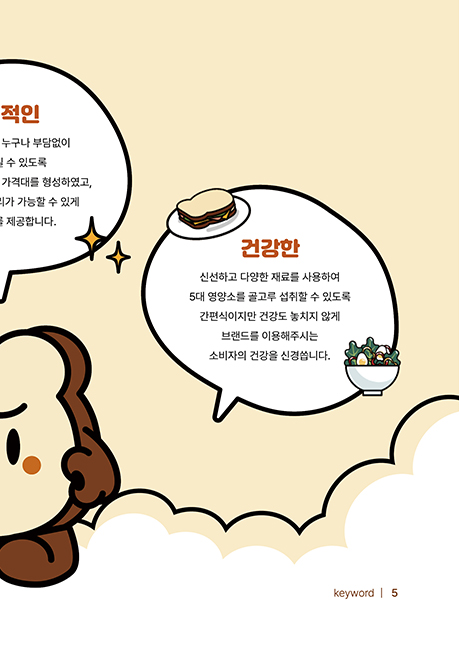 적인
누구나 부담없이
수 있도록
가격대를 형성하였고,
가 가능할 수 있게
제공합니다.
건강한
신선하고 다양한 재료를 사용하여
5대 영양소를 골고루 섭취할 수 있도록
간편식이지만 건강도 놓치지 않게
브랜드를 이용해주시는
소비자의 건강을 신경씁니다.
keyword | 5